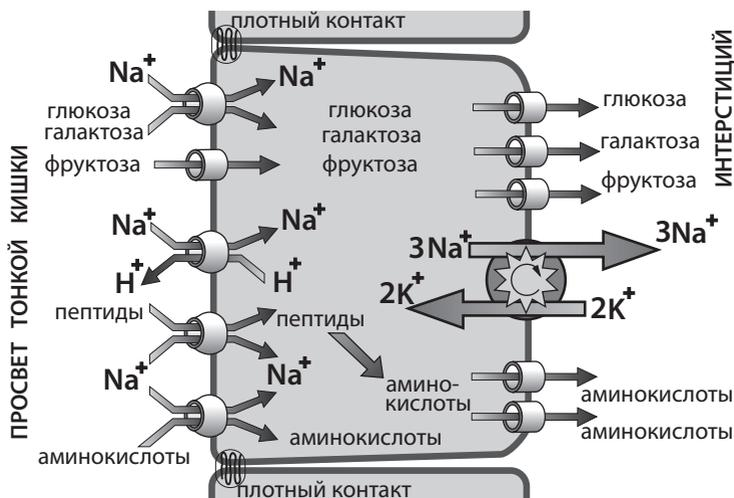 плотный контакт
Na+
Na+
глюкоза
галактоза
глюкоза
галактоза
фруктоза
фруктоза
глюкоза
галактоза
фруктоза
ПРОСВЕТ ТОНКОЙ КИШКИ
ИНТЕРСТИЦИЙ
Na+
Na+
H+
H+
3Na+
3Na+
2K+
2K+
пептиды
пептиды
Na+
Na+
амино-
кислоты
аминокислоты
аминокислоты
аминокислоты
аминокислоты
плотный контакт